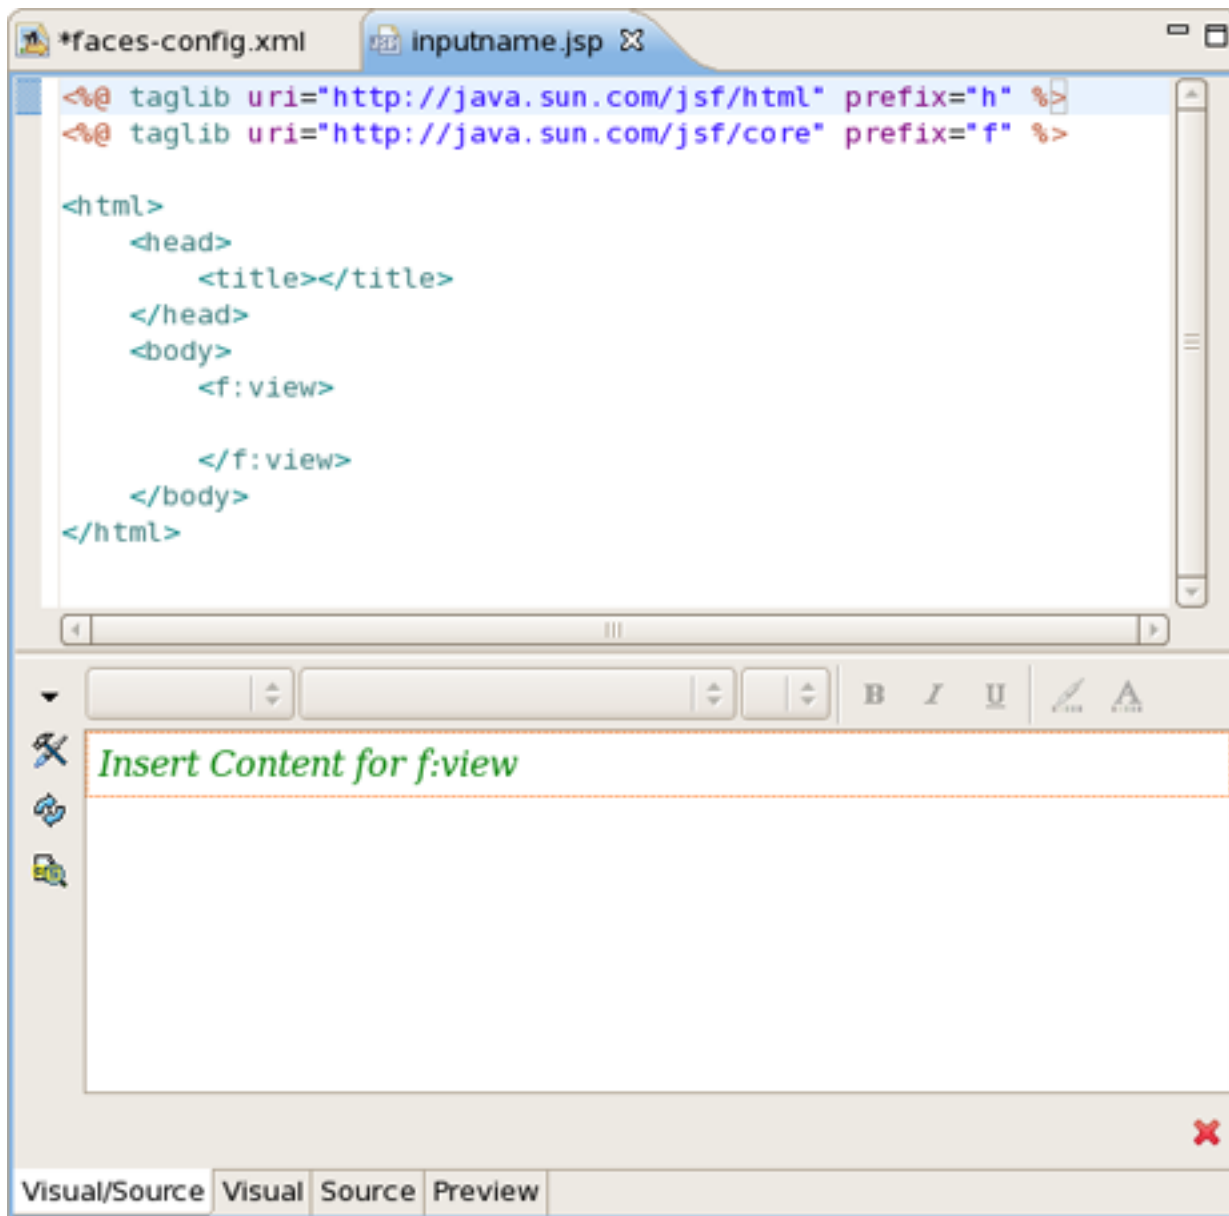 *faces-config.xml
inputname.jsp
<%@ taglib uri="http://java.sun.com/jsf/html" prefix="h" %>
<%@ taglib uri="http://java.sun.com/jsf/core" prefix="f" %>
<html>
    <head>
        <title></title>
    </head>
    <body>
        <f:view>
        </f:view>
    </body>
</html>
B I U A
Insert Content for f:view
Visual/Source Visual Source Preview